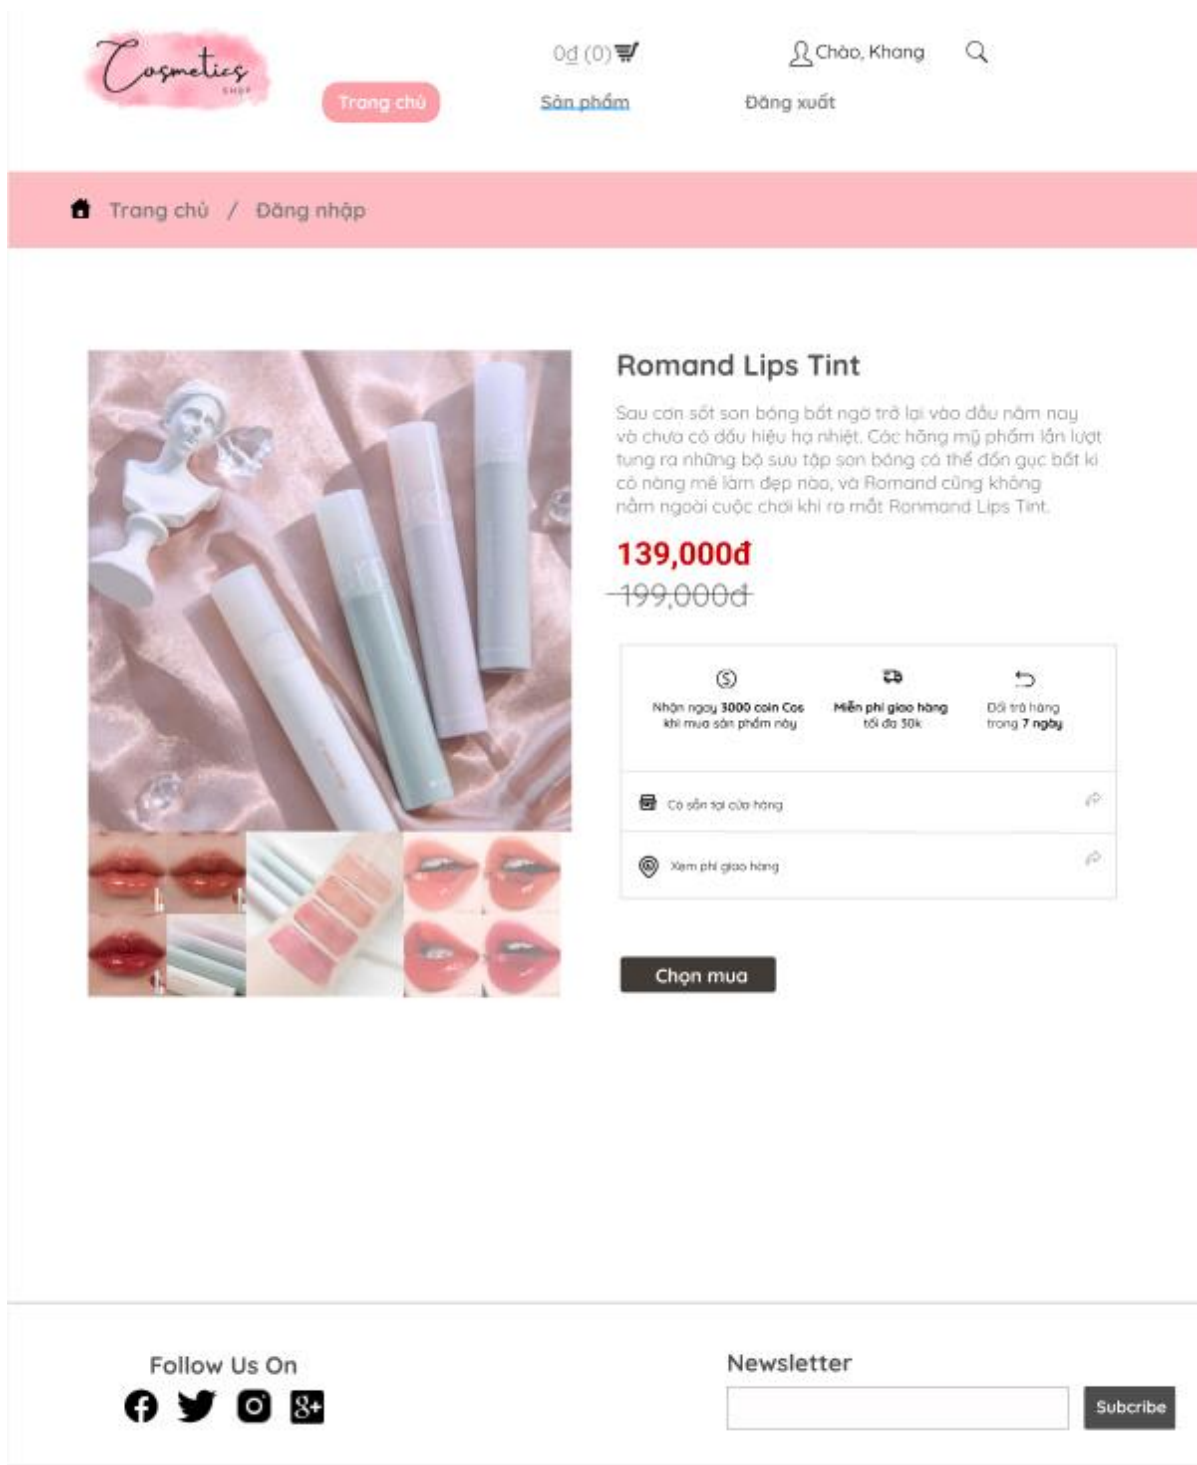 Cosmetics
SHOP
0₫ (0)
Chào, Khang
Trang chủ
Sản phẩm
Đăng xuất
Trang chủ / Đăng nhập
Romand Lips Tint
Sau cơn sốt son bóng bất ngờ trở lại vào đầu năm nay
và chưa có dấu hiệu hạ nhiệt. Các hãng mỹ phẩm lần lượt
tung ra những bộ sưu tập son bóng có thể đốn gục bất kì
cô nàng mê làm đẹp nào, và Romand cũng không
nằm ngoài cuộc chơi khi ra mắt Ronmand Lips Tint.
139,000đ
199,000đ
Nhận ngay 3000 coin Cos
khi mua sản phẩm này
Miễn phí giao hàng
tối đa 30k
Đổi trả hàng
trong 7 ngày
Có sẵn tại cửa hàng
Xem phí giao hàng
Chọn mua
Follow Us On
Newsletter
Subcribe